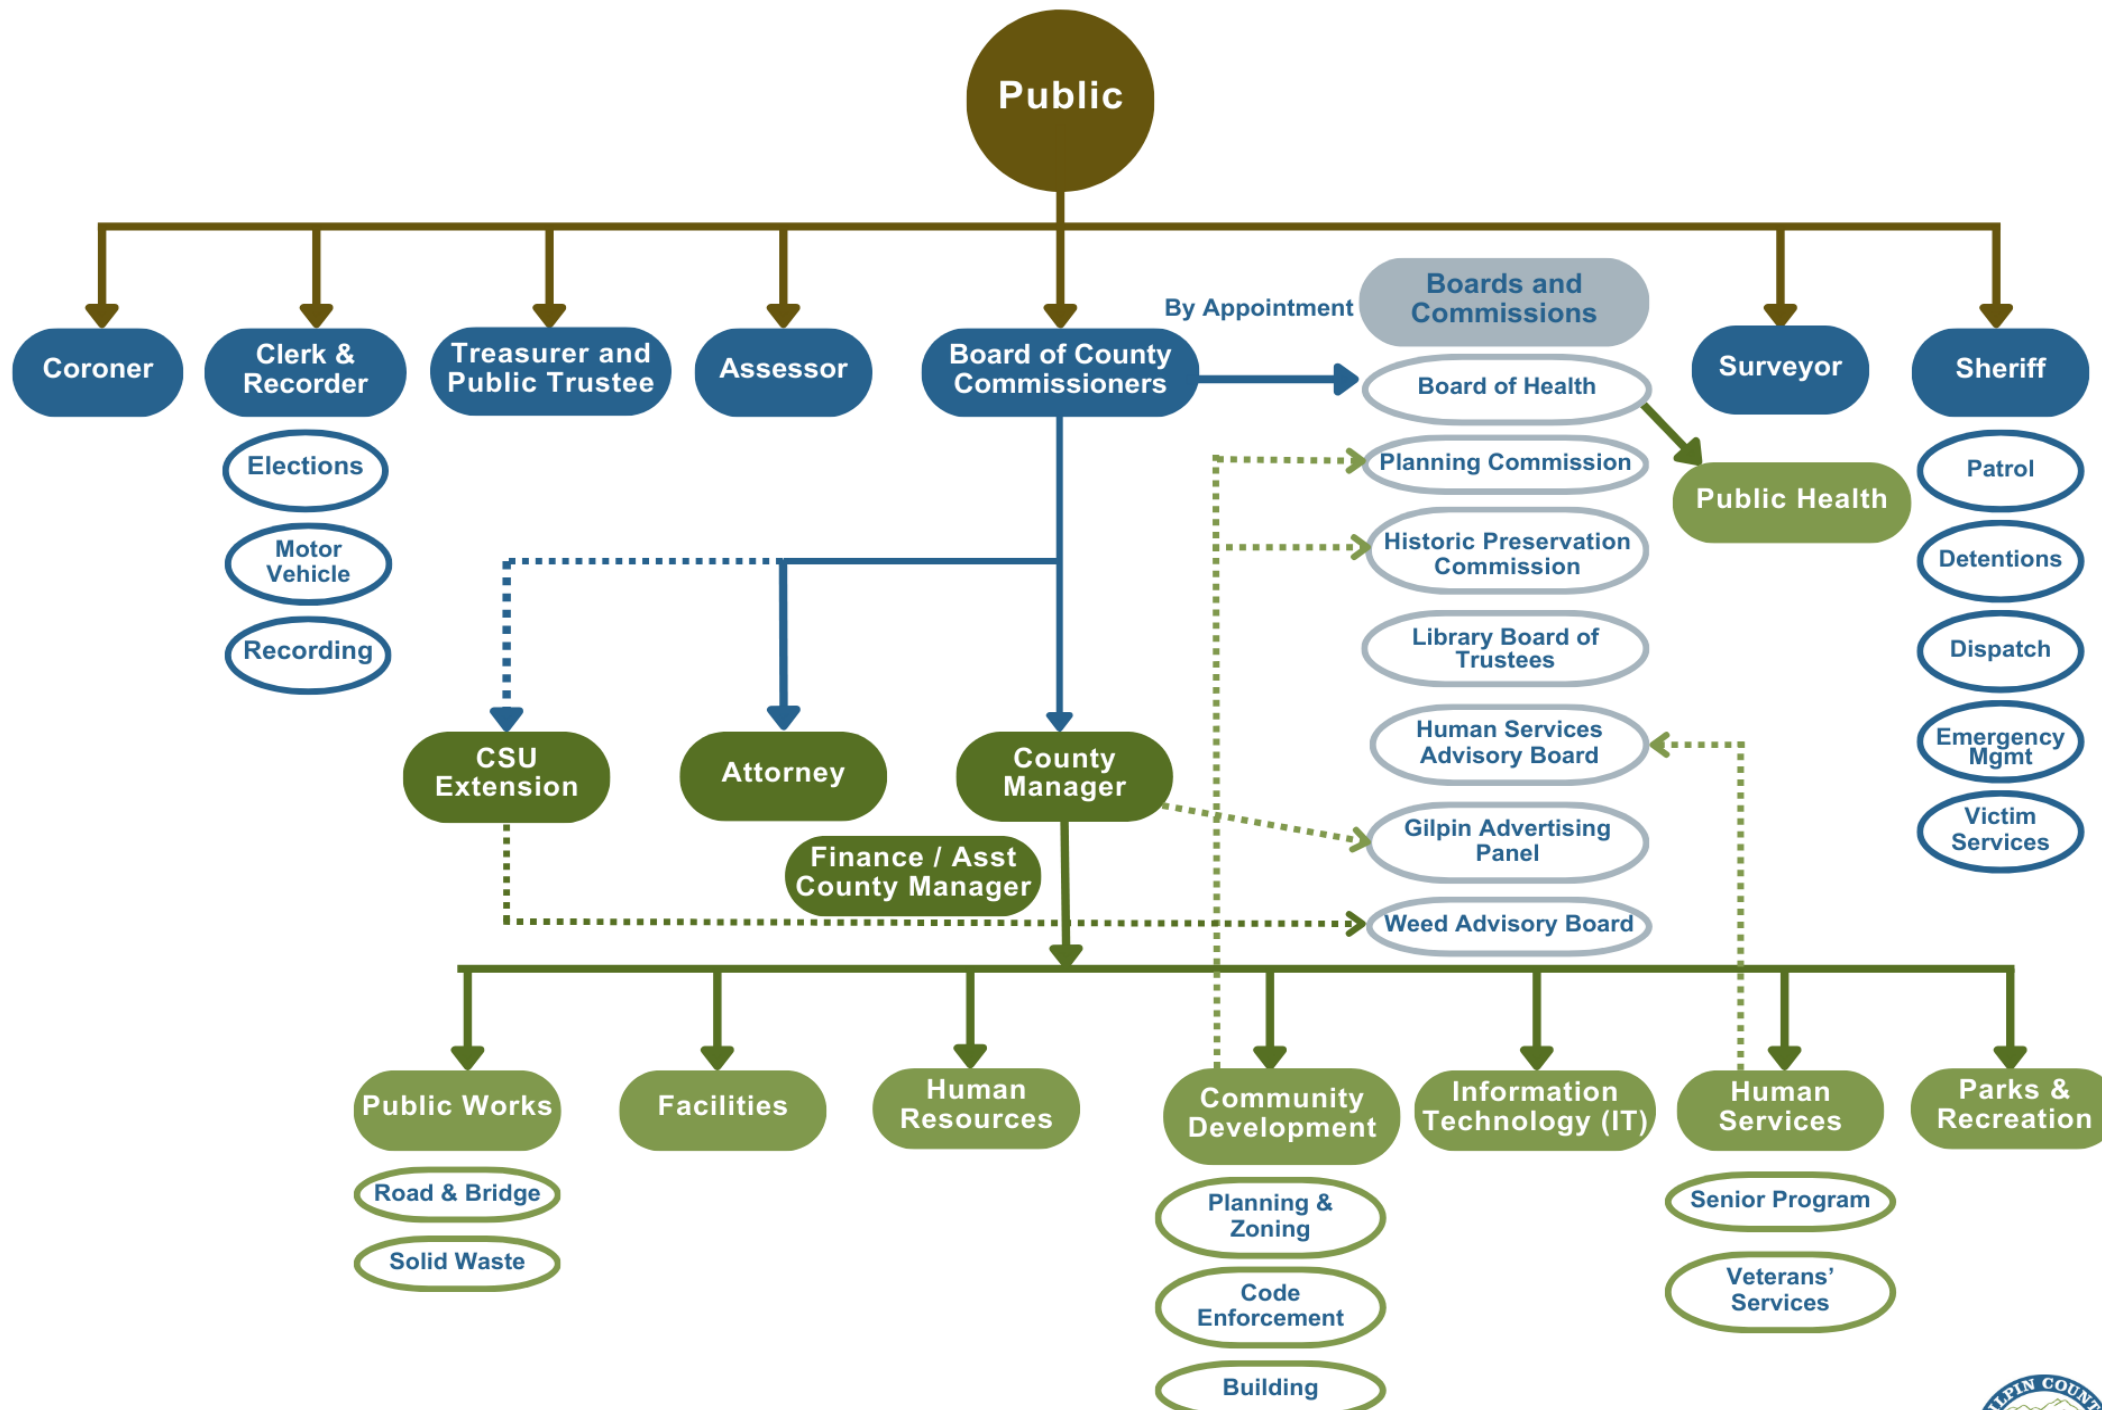 Public
By Appointment
Boards and
Commissions
Coroner
Clerk &
Recorder
Treasurer and
Public Trustee
Assessor
Board of County
Commissioners
Surveyor
Sheriff
Elections
Motor
Vehicle
Recording
Board of Health
Planning Commission
Historic Preservation
Commission
Library Board of
Trustees
Human Services
Advisory Board
Gilpin Advertising
Panel
Weed Advisory Board
Public Health
Patrol
Detentions
Dispatch
Emergency
Mgmt
Victim
Services
CSU
Extension
Attorney
County
Manager
Finance / Asst
County Manager
Public Works
Facilities
Human
Resources
Community
Development
Information
Technology (IT)
Human
Services
Parks &
Recreation
Road & Bridge
Solid Waste
Planning &
Zoning
Code
Enforcement
Building
Senior Program
Veterans’
Services